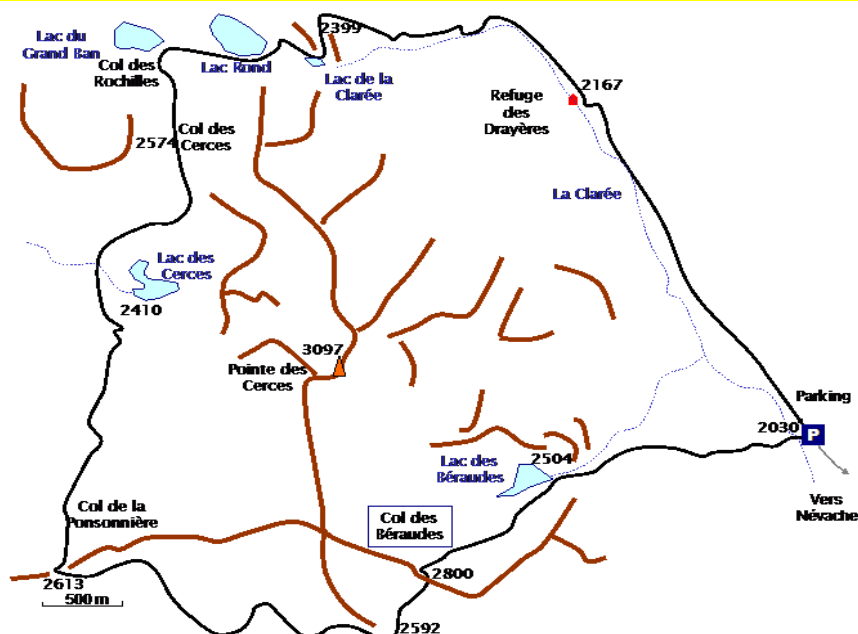 2399
Lac du
Grand Ban
Col des
Rochilles
Lac Rond
Lac de la
Clarée
2167
Refuge
des
Drayères
Col des
Cerces
2574
La Clarée
Lac des
Cerces
2410
3097
Pointe des
Cerces
Parking
2030
P
2504
Lac des
Béraudes
Vers
Névache
Col de la
Ponsonnière
Col des
Béraudes
2800
2613
500 m
2592